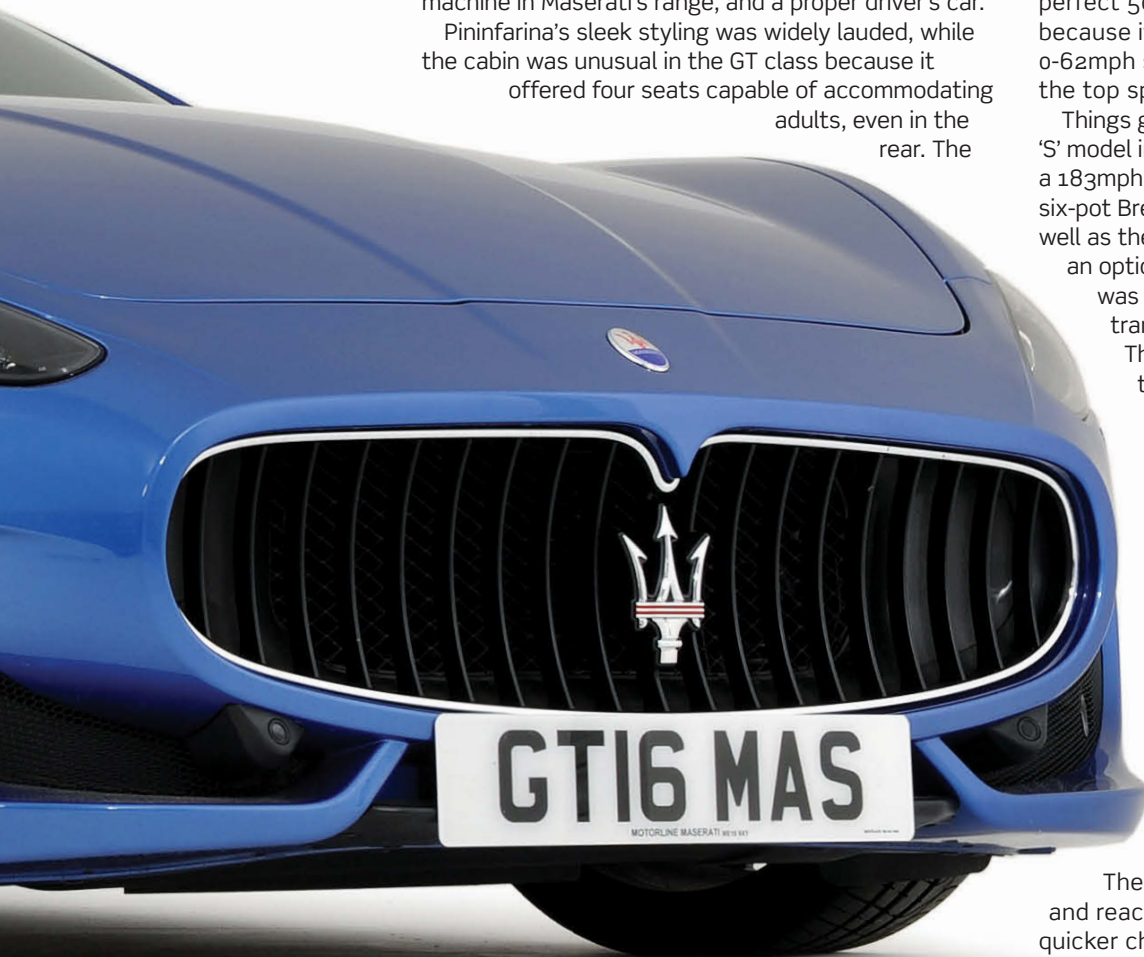 machine in Maserati's range, and a proper driver's car.
Pininfarina's sleek styling was widely lauded, while
the cabin was unusual in the GT class because it
offered four seats capable of accommodating
adults, even in the
rear. The
perfect
because i
0-62mph
the top sp
Things g
'S' model i
a 183mph
six-pot Bre
well as the
an optio
was
tran
Th
t
The
and reac
quicker ch
GT16 MAS
MOTORLINE MASERATI